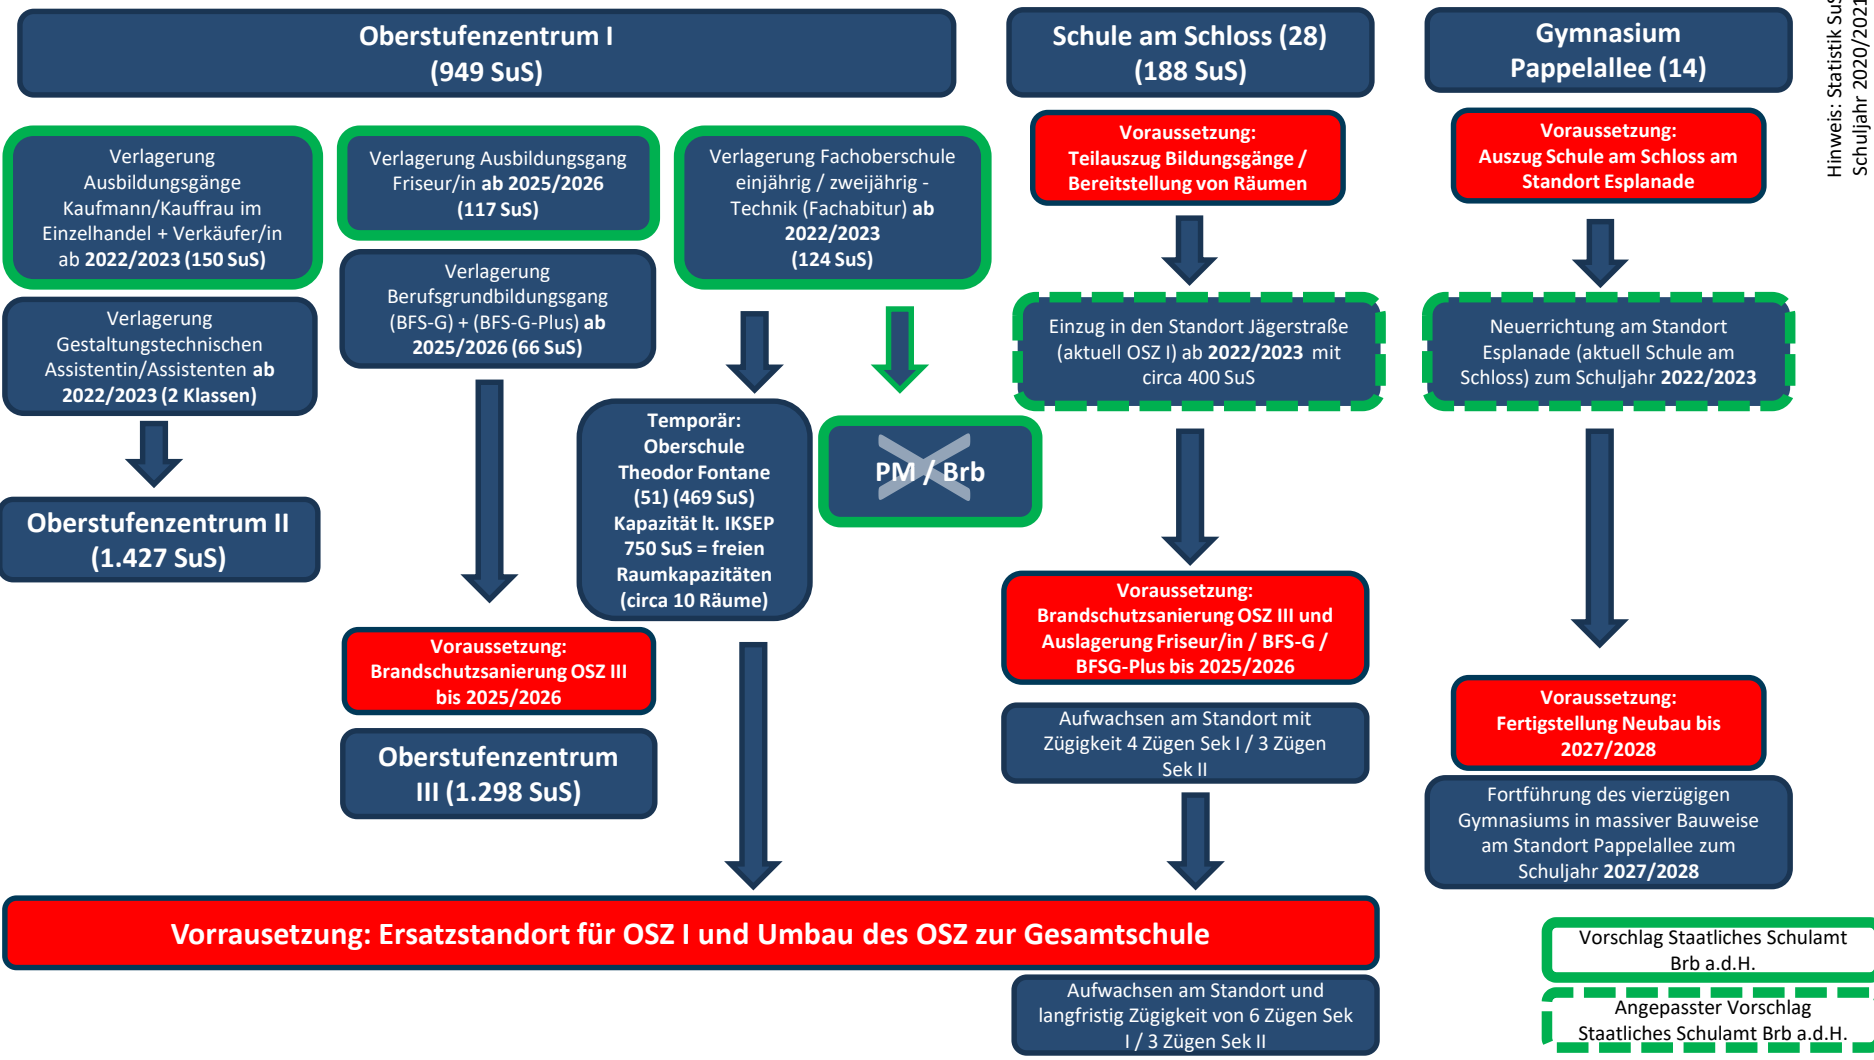 Oberstufenzentrum I
(949 SuS)
Schule am Schloss (28)
(188 SuS)
Gymnasium
Pappelallee (14)
Hinweis: Statistik SuS
Schuljahr 2020/2021
Verlagerung
Ausbildungsgänge
Kaufmann/Kauffrau im
Einzelhandel + Verkäufer/in
ab 2022/2023 (150 SuS)
Verlagerung
Gestaltungstechnischen
Assistentin/Assistenten ab
2022/2023 (2 Klassen)
Oberstufenzentrum II
(1.427 SuS)
Verlagerung Ausbildungsgang
Friseur/in ab 2025/2026
(117 SuS)
Verlagerung
Berufsgrundbildungsgang
(BFS-G) + (BFS-G-Plus) ab
2025/2026 (66 SuS)
Voraussetzung:
Brandschutzsanierung OSZ III
bis 2025/2026
Oberstufenzentrum
III (1.298 SuS)
Verlagerung Fachoberschule
einjährig / zweijährig -
Technik (Fachabitur) ab
2022/2023
(124 SuS)
Temporär:
Oberschule
Theodor Fontane
(51) (469 SuS)
Kapazität lt. IKSEP
750 SuS = freien
Raumkapazitäten
(circa 10 Räume)
PM / Brb
Voraussetzung:
Teilauszug Bildungsgänge /
Bereitstellung von Räumen
Einzug in den Standort Jägerstraße
(aktuell OSZ I) ab 2022/2023 mit
circa 400 SuS
Voraussetzung:
Brandschutzsanierung OSZ III und
Auslagerung Friseur/in / BFS-G /
BFSG-Plus bis 2025/2026
Aufwachsen am Standort mit
Zügigkeit 4 Zügen Sek I / 3 Zügen
Sek II
Voraussetzung:
Auszug Schule am Schloss am
Standort Esplanade
Neuerrichtung am Standort
Esplanade (aktuell Schule am
Schloss) zum Schuljahr 2022/2023
Voraussetzung:
Fertigstellung Neubau bis
2027/2028
Fortführung des vierzügigen
Gymnasiums in massiver Bauweise
am Standort Pappelallee zum
Schuljahr 2027/2028
Vorrausetzung: Ersatzstandort für OSZ I und Umbau des OSZ zur Gesamtschule
Aufwachsen am Standort und
langfristig Zügigkeit von 6 Zügen Sek
I / 3 Zügen Sek II
Vorschlag Staatliches Schulamt
Brb a.d.H.
Angepasster Vorschlag
Staatliches Schulamt Brb a.d.H.